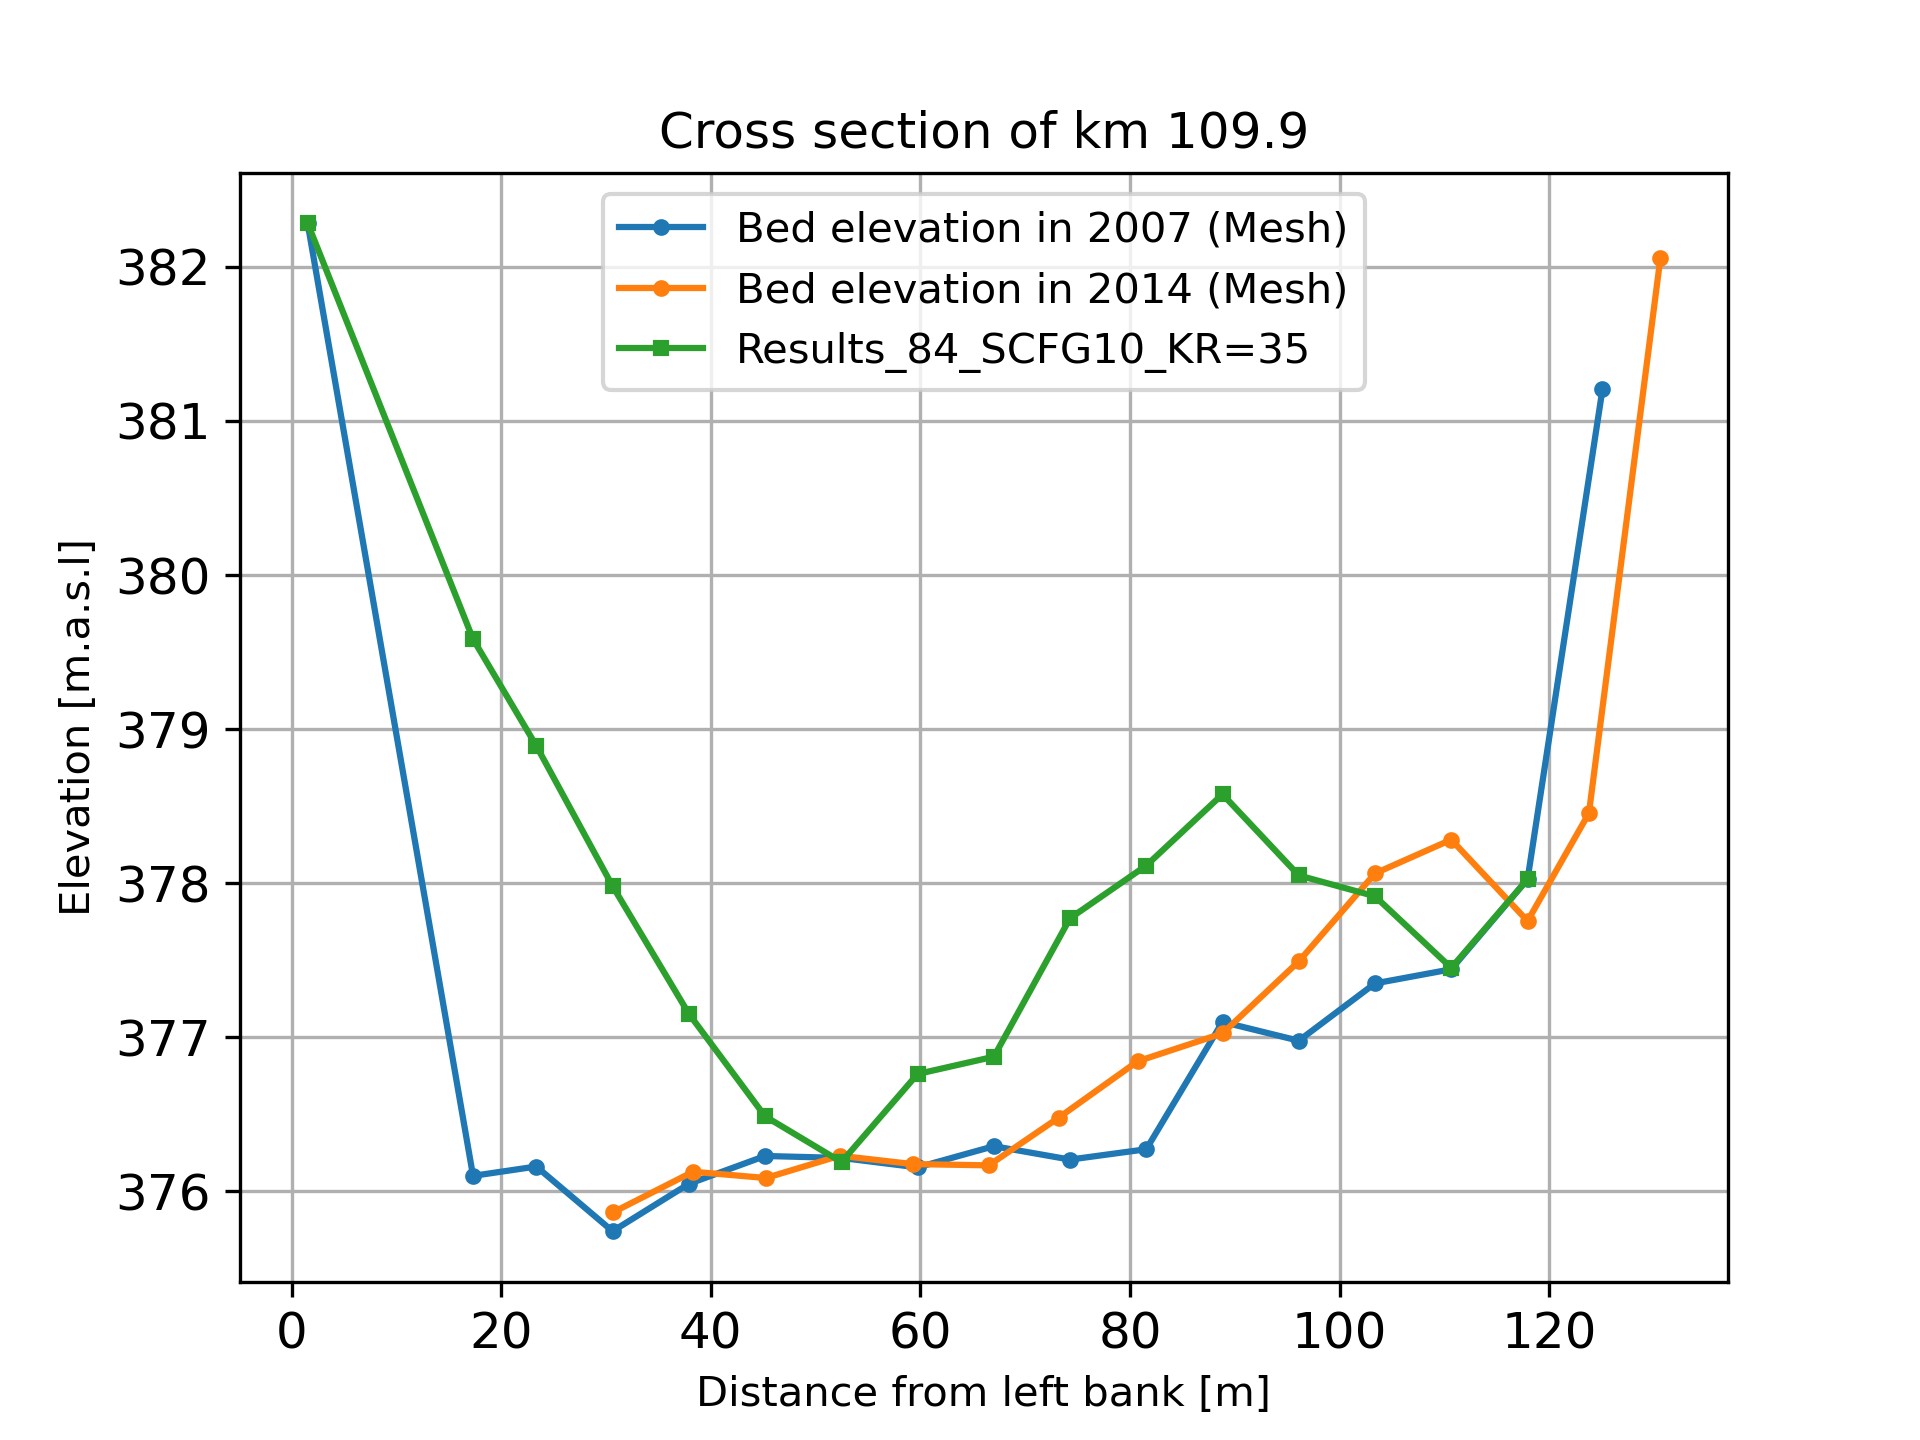 Cross section of km 109.9
Bed elevation in 2007 (Mesh)
Bed elevation in 2014 (Mesh)
Results_84_SCFG10_KR=35
Elevation [m.a.s.l]
382
381
380
379
378
377
376
0 20 40 60 80 100 120
Distance from left bank [m]